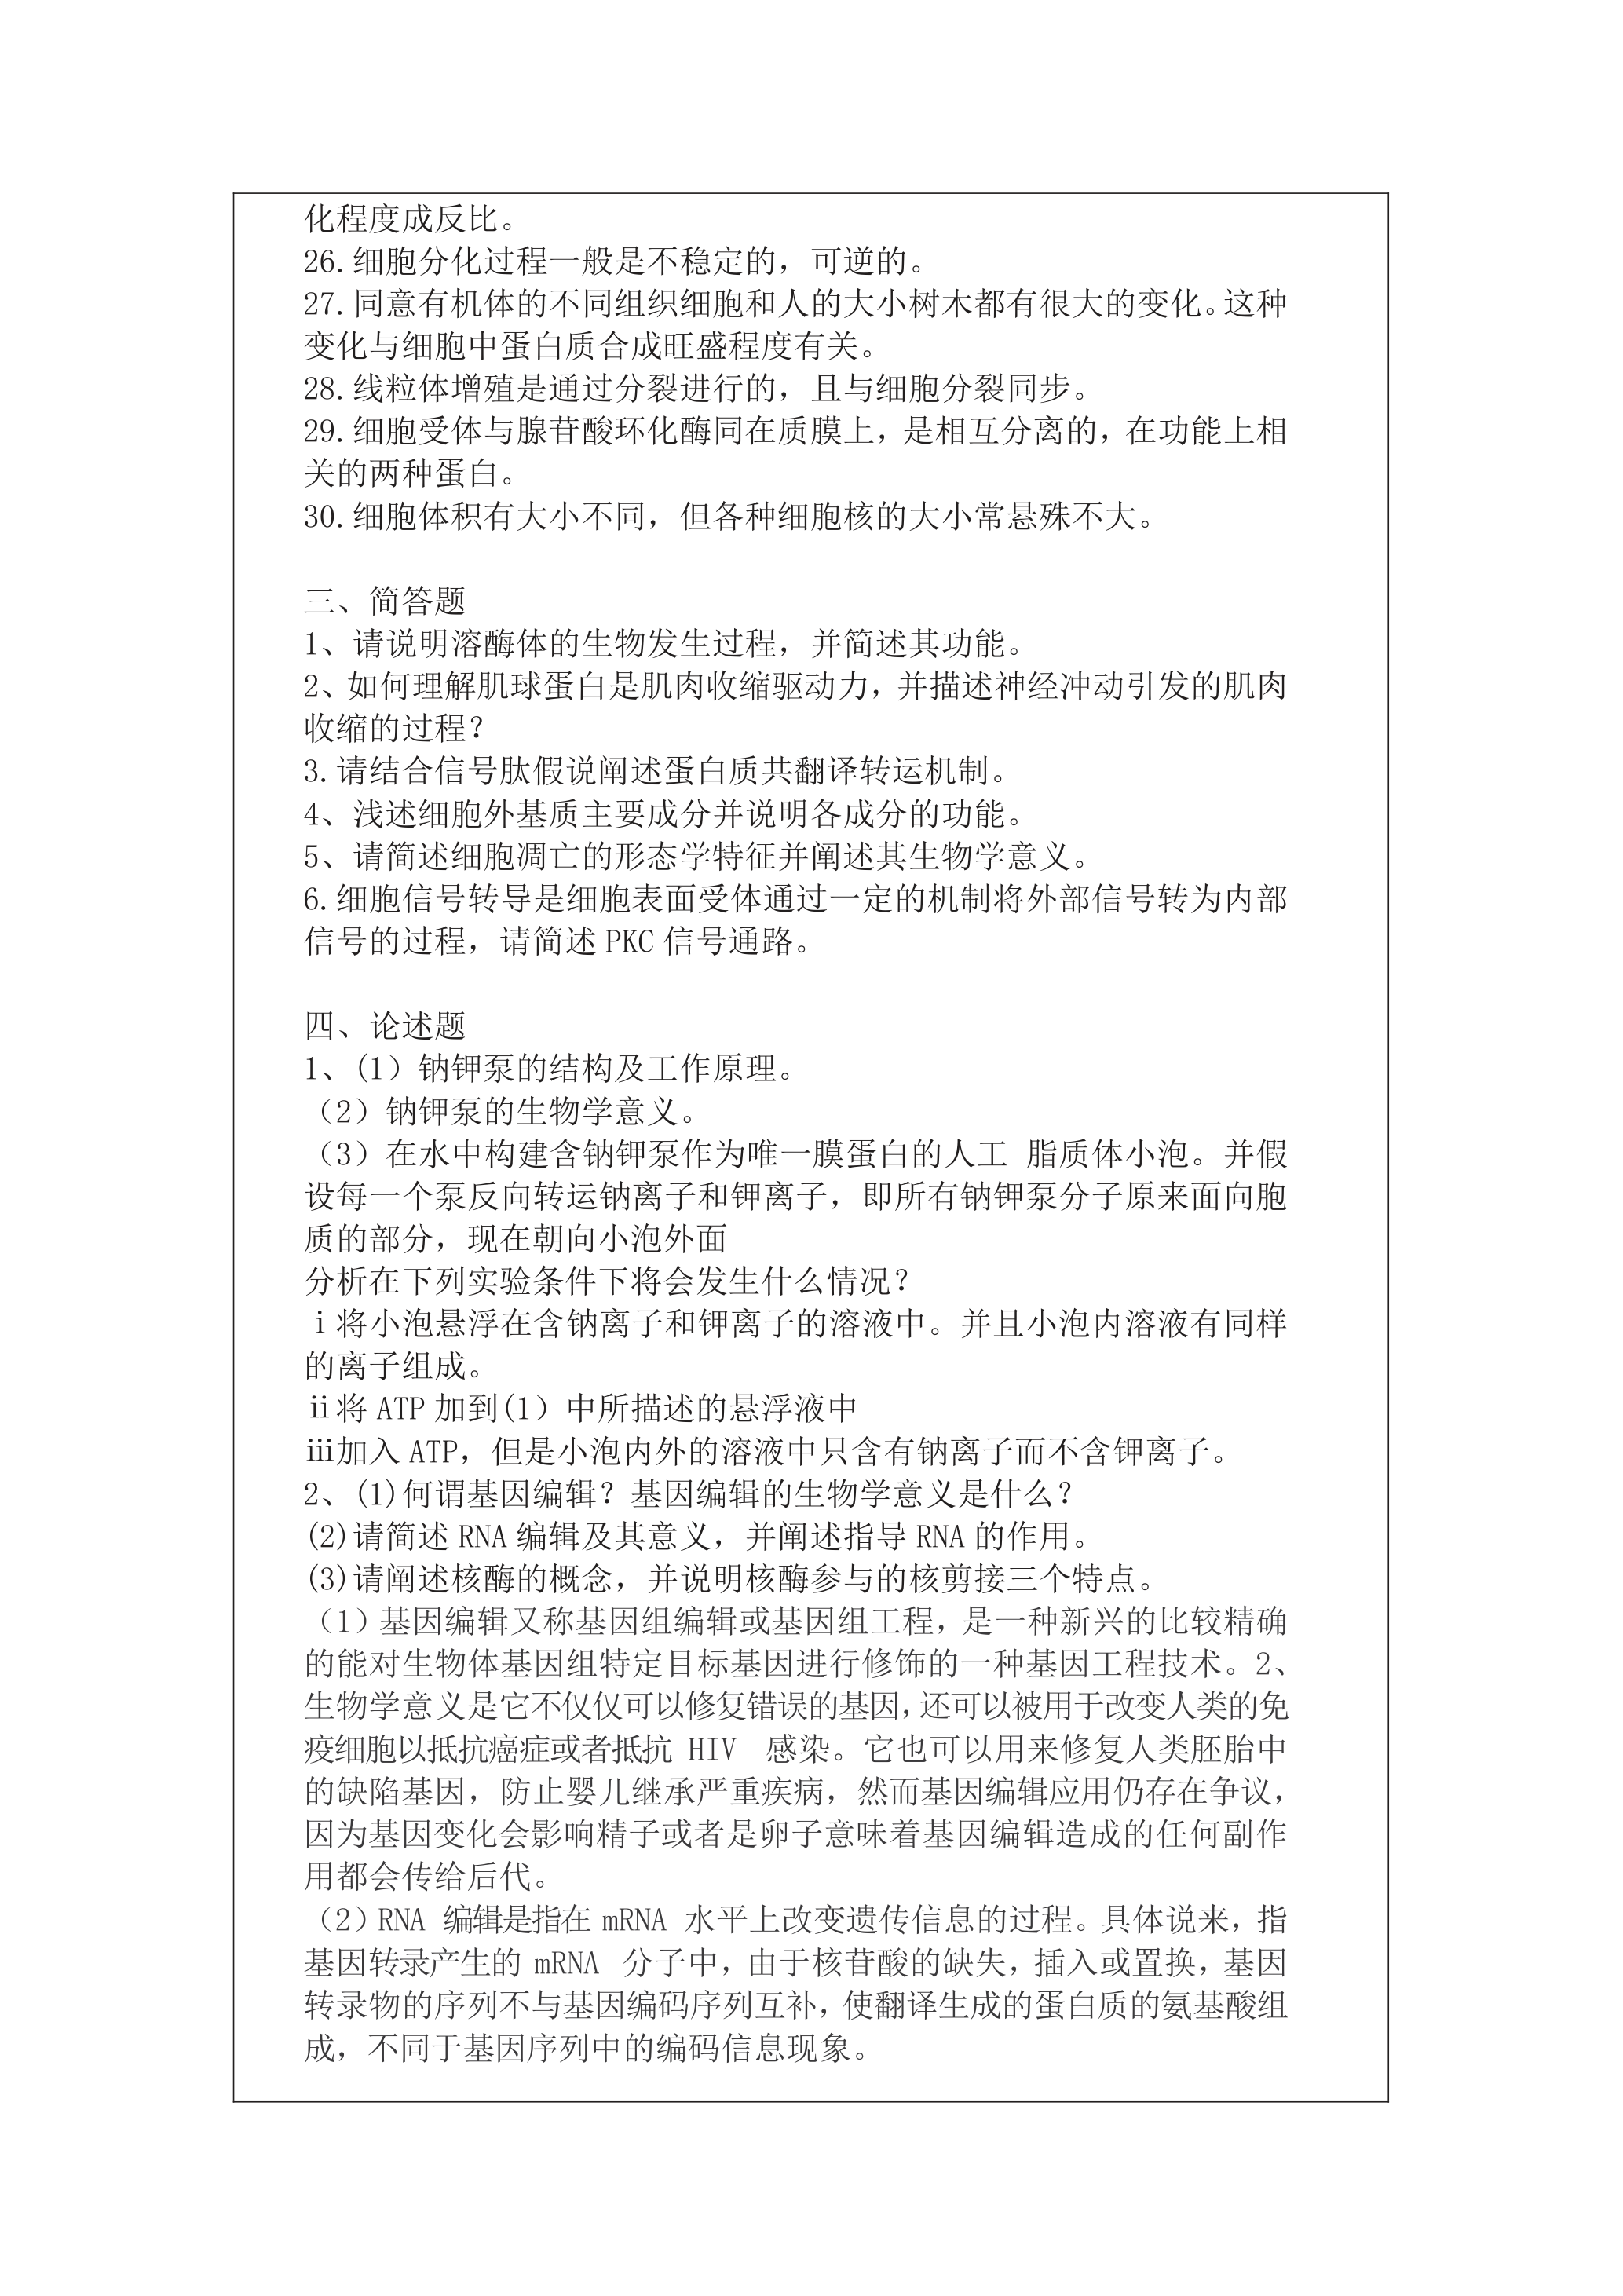 化程度成反比。
26.细胞分化过程一般是不稳定的，可逆的。
27.同意有机体的不同组织细胞和人的大小树木都有很大的变化。这种
变化与细胞中蛋白质合成旺盛程度有关。
28.线粒体增殖是通过分裂进行的，且与细胞分裂同步。
29.细胞受体与腺苷酸环化酶同在质膜上，是相互分离的，在功能上相
关的两种蛋白。
30.细胞体积有大小不同，但各种细胞核的大小常悬殊不大。
三、简答题
1、请说明溶酶体的生物发生过程，并简述其功能。
2、如何理解肌球蛋白是肌肉收缩驱动力，并描述神经冲动引发的肌肉
收缩的过程？
3.请结合信号肽假说阐述蛋白质共翻译转运机制。
4、浅述细胞外基质主要成分并说明各成分的功能。
5、请简述细胞凋亡的形态学特征并阐述其生物学意义。
6.细胞信号转导是细胞表面受体通过一定的机制将外部信号转为内部
信号的过程，请简述 PKC 信号通路。
四、论述题
1、(1）钠钾泵的结构及工作原理。
（2）钠钾泵的生物学意义。
（3）在水中构建含钠钾泵作为唯一膜蛋白的人工 脂质体小泡。并假
设每一个泵反向转运钠离子和钾离子，即所有钠钾泵分子原来面向胞
质的部分，现在朝向小泡外面
分析在下列实验条件下将会发生什么情况？
ⅰ将小泡悬浮在含钠离子和钾离子的溶液中。并且小泡内溶液有同样
的离子组成。
ⅱ将 ATP 加到(1）中所描述的悬浮液中
ⅲ加入 ATP，但是小泡内外的溶液中只含有钠离子而不含钾离子。
2、(1)何谓基因编辑？基因编辑的生物学意义是什么？
(2)请简述 RNA 编辑及其意义，并阐述指导 RNA 的作用。
(3)请阐述核酶的概念，并说明核酶参与的核剪接三个特点。
（1）基因编辑又称基因组编辑或基因组工程，是一种新兴的比较精确
的能对生物体基因组特定目标基因进行修饰的一种基因工程技术。2、
生物学意义是它不仅仅可以修复错误的基因，还可以被用于改变人类的免
疫细胞以抵抗癌症或者抵抗 HIV 感染。它也可以用来修复人类胚胎中
的缺陷基因，防止婴儿继承严重疾病，然而基因编辑应用仍存在争议，
因为基因变化会影响精子或者是卵子意味着基因编辑造成的任何副作
用都会传给后代。
（2）RNA 编辑是指在 mRNA 水平上改变遗传信息的过程。具体说来，指
基因转录产生的 mRNA 分子中，由于核苷酸的缺失，插入或置换，基因
转录物的序列不与基因编码序列互补，使翻译生成的蛋白质的氨基酸组
成，不同于基因序列中的编码信息现象。